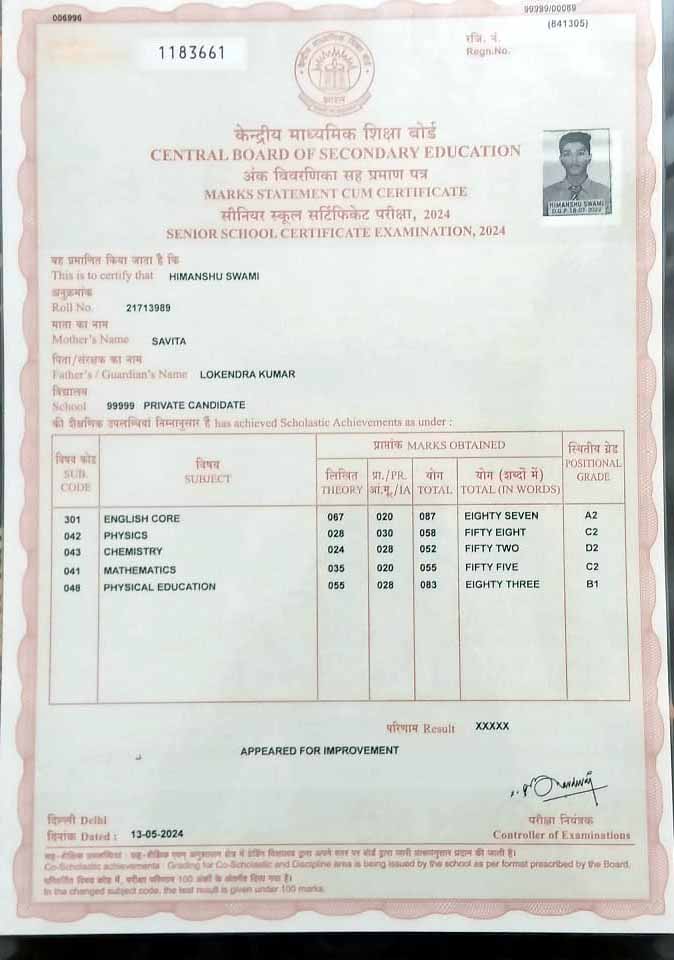 006996
99999/00089
(841305)
1183661
रजि. नं.
Regn.No.
भारत
केन्द्रीय माध्यमिक शिक्षा बोर्ड
CENTRAL BOARD OF SECONDARY EDUCATION
अंक विवरणिका सह प्रमाण पत्र
MARKS STATEMENT CUM CERTIFICATE
सीनियर स्कूल सर्टिफिकेट परीक्षा, 2024
SENIOR SCHOOL CERTIFICATE EXAMINATION, 2024
HIMANSHU SWAMI
यह प्रमाणित किया जाता है कि
This is to certify that HIMANSHU SWAMI
अनुक्रमांक
Roll No. 21713989
माता का नाम
Mother's Name SAVITA
पिता/संरक्षक का नाम
Father's / Guardian's Name LOKENDRA KUMAR
विद्यालय
School 99999 PRIVATE CANDIDATE
की शैक्षणिक उपलब्धियां निम्नानुसार हैं has achieved Scholastic Achievements as under :
विषय कोड
SUB.
CODE
विषय
SUBJECT
प्राप्तांक MARKS OBTAINED
लिखित
THEORY
प्रा./PR.
आं.मू./IA
योग
TOTAL
योग (शब्दों में)
TOTAL (IN WORDS)
स्थितीय ग्रेड
POSITIONAL
GRADE
301 ENGLISH CORE 067 020 087 EIGHTY SEVEN A2
042 PHYSICS 028 030 058 FIFTY EIGHT C2
043 CHEMISTRY 024 028 052 FIFTY TWO D2
041 MATHEMATICS 035 020 055 FIFTY FIVE C2
048 PHYSICAL EDUCATION 055 028 083 EIGHTY THREE B1
परिणाम Result XXXXX
APPEARED FOR IMPROVEMENT
दिल्ली Delhi
दिनांक Dated : 13-05-2024
परीक्षा नियंत्रक
Controller of Examinations
Co-Scholastic achievements : Grading for Co-Scholastic and Discipline area is being issued by the school as per format prescribed by the Board.
In the changed subject code, the test result is given under 100 marks.